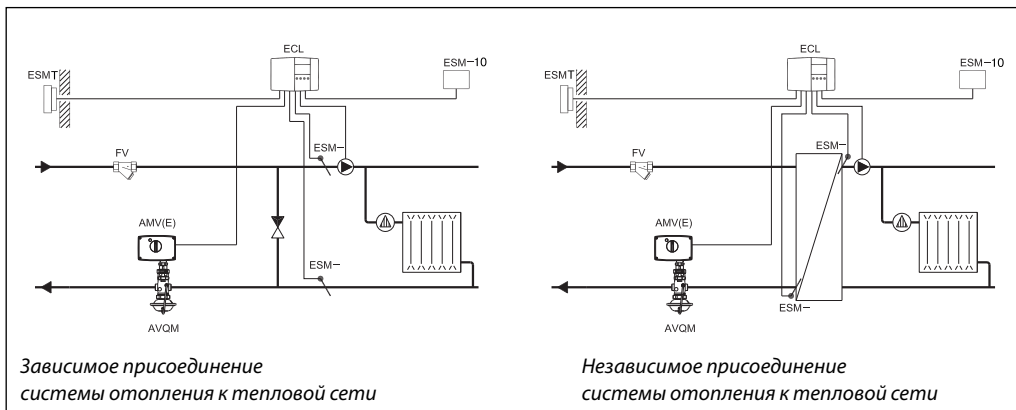 ECL
ESMT
ESM-10
ESM-
FV
AMV(E)
ESM-
AVQM
Зависимое присоединение
системы отопления к тепловой сети
ECL
ESMT
ESM-10
ESM-
FV
AMV(E)
ESM-
AVQM
Независимое присоединение
системы отопления к тепловой сети